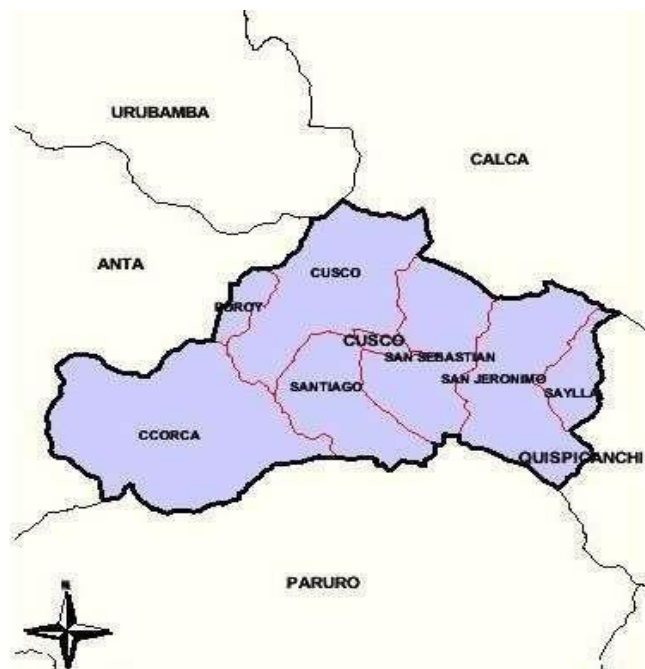 URUBAMBA
CALCA
ANTA
CUSCO
POROY
CUSCO
SAN SEBASTIAN
SANTIAGO
SAN JERONIMO
SAYLLA
CCORCA
QUISPICANCHI
PARURO
N